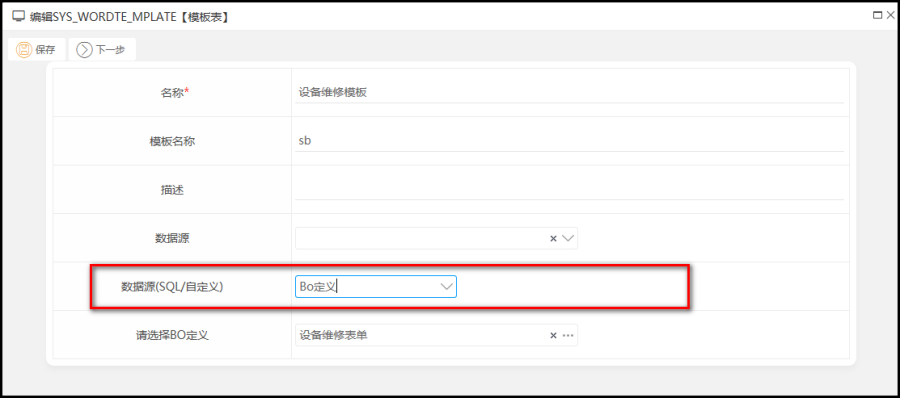 编辑SYS_WORDTE_MPLATE【模板表】
保存 下一步
名称* 设备维修模板
模板名称 sb
描述
数据源
数据源(SQL/自定义) Bo定义
请选择BO定义 设备维修表单